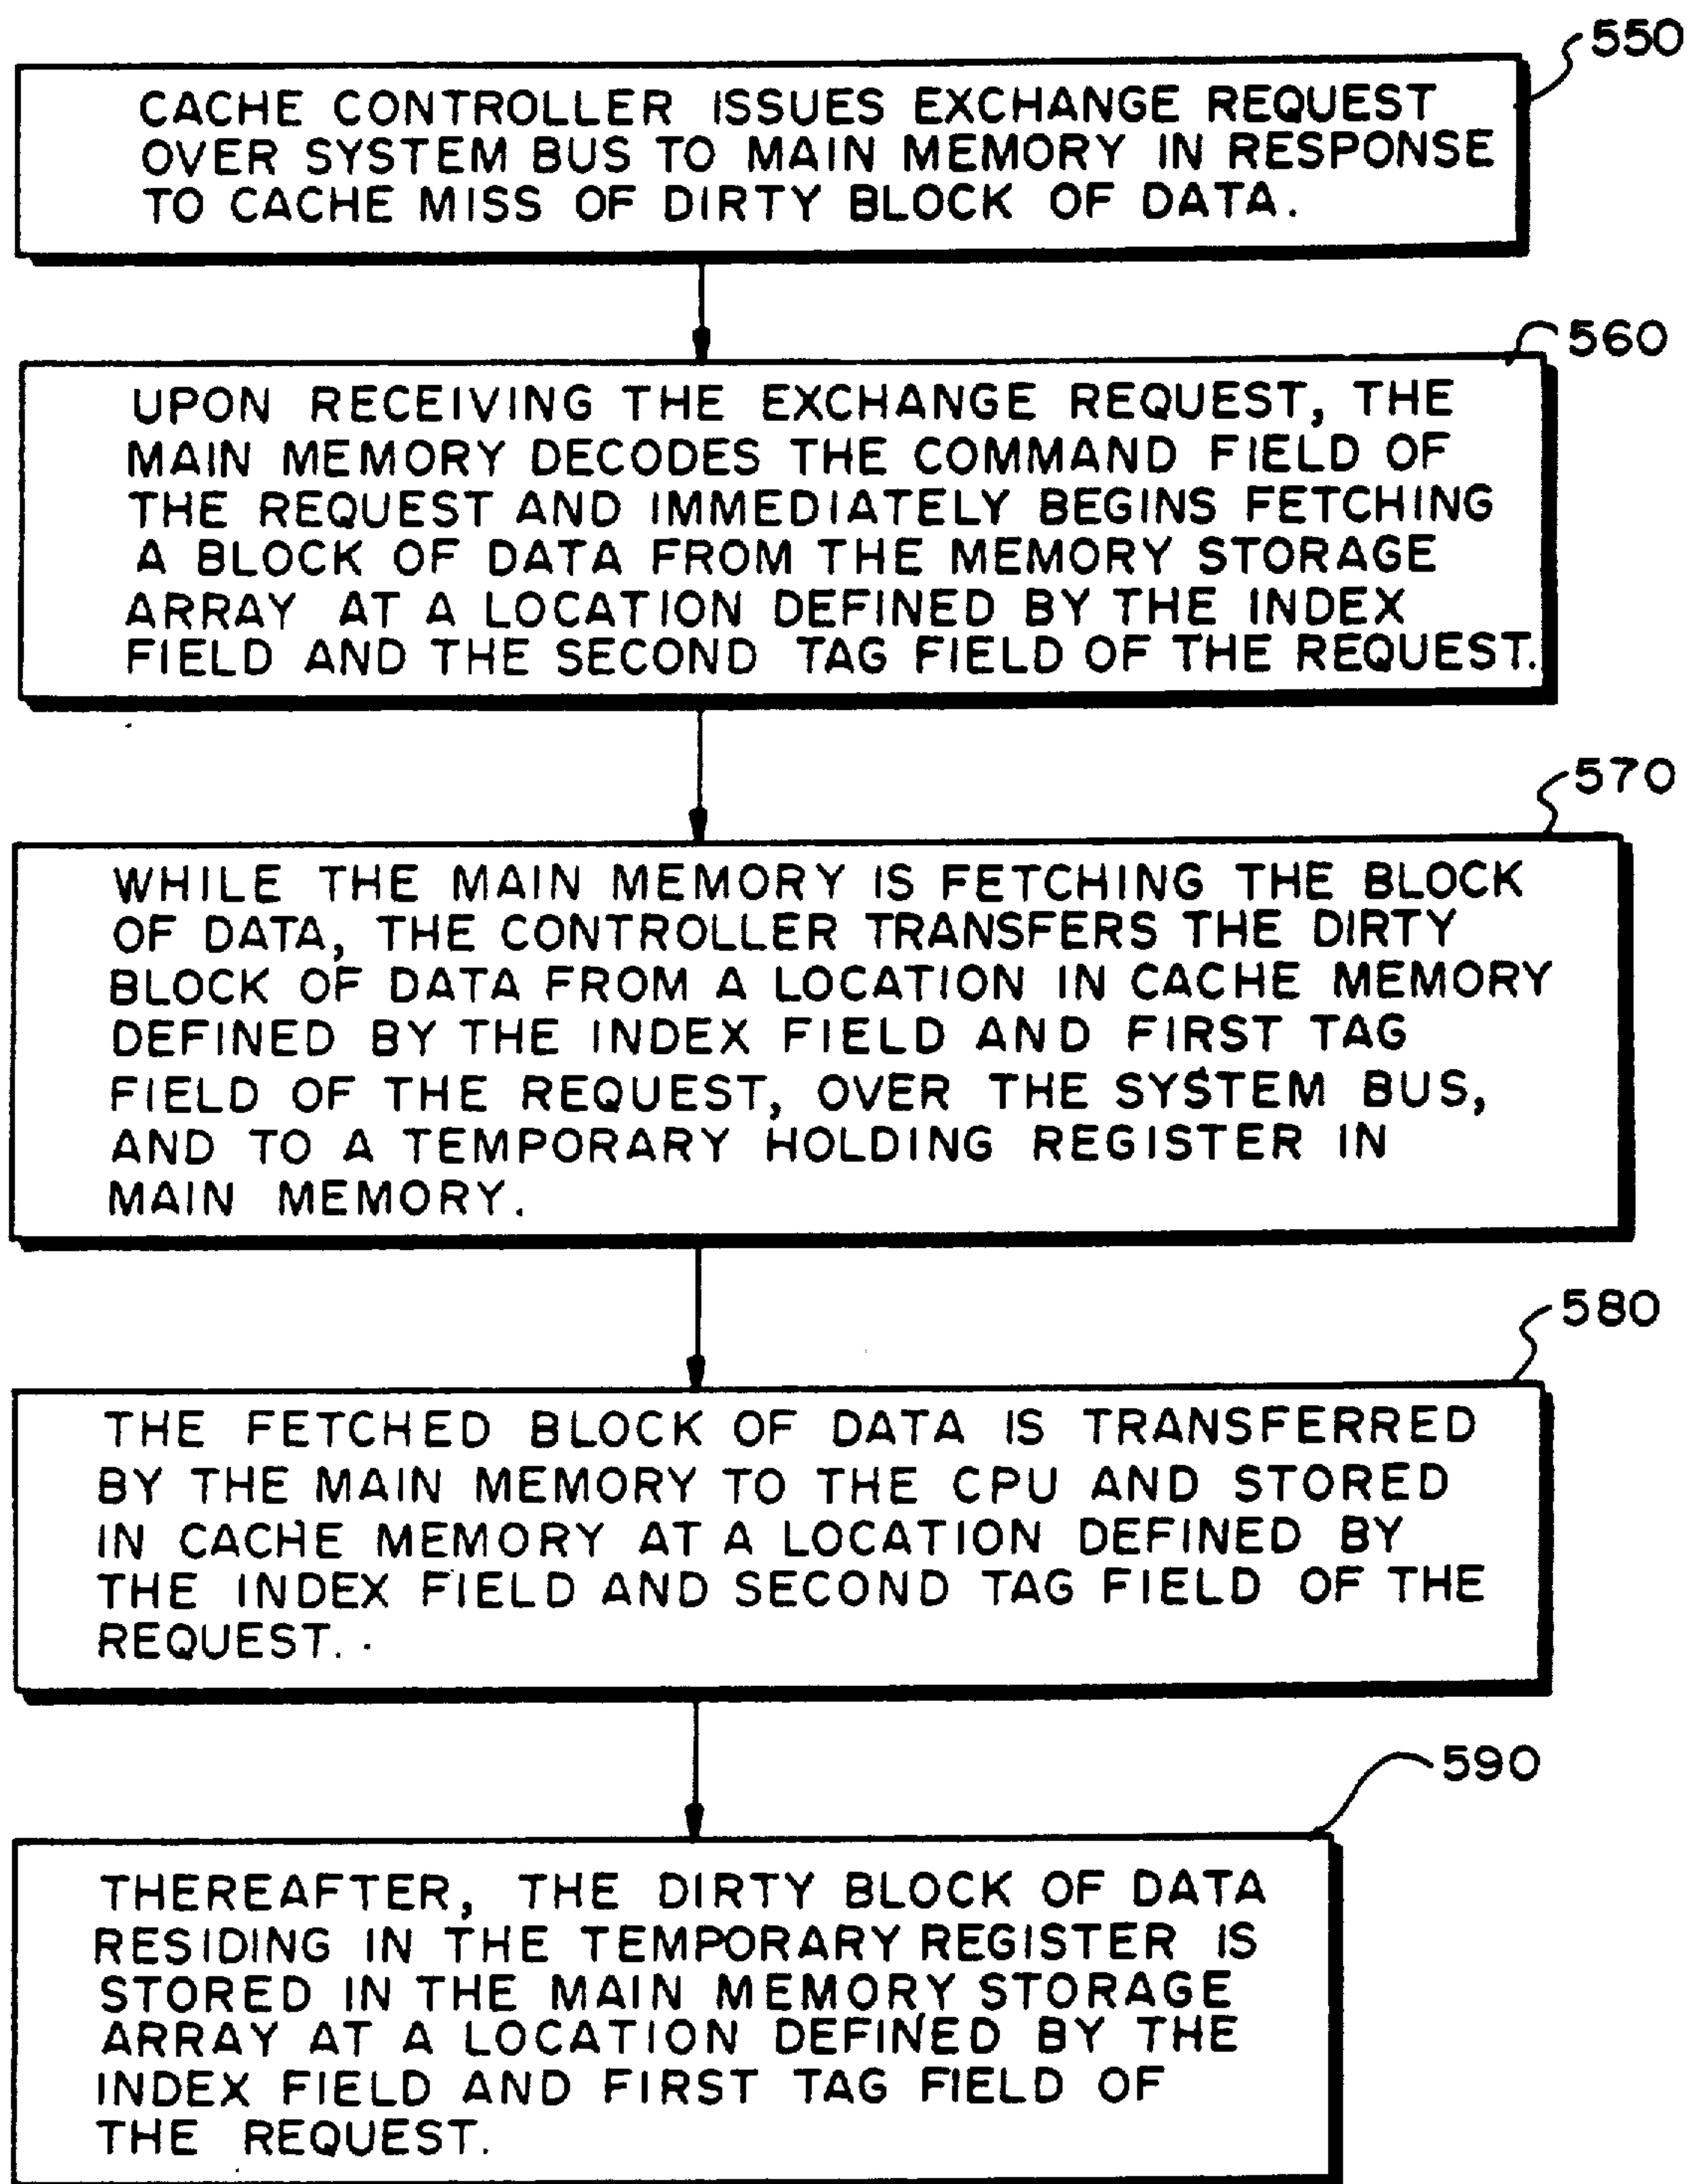 550
CACHE CONTROLLER ISSUES EXCHANGE REQUEST
OVER SYSTEM BUS TO MAIN MEMORY IN RESPONSE
TO CACHE MISS OF DIRTY BLOCK OF DATA.
560
UPON RECEIVING THE EXCHANGE REQUEST, THE
MAIN MEMORY DECODES THE COMMAND FIELD OF
THE REQUEST AND IMMEDIATELY BEGINS FETCHING
A BLOCK OF DATA FROM THE MEMORY STORAGE
ARRAY AT A LOCATION DEFINED BY THE INDEX
FIELD AND THE SECOND TAG FIELD OF THE REQUEST.
570
WHILE THE MAIN MEMORY IS FETCHING THE BLOCK
OF DATA, THE CONTROLLER TRANSFERS THE DIRTY
BLOCK OF DATA FROM A LOCATION IN CACHE MEMORY
DEFINED BY THE INDEX FIELD AND FIRST TAG
FIELD OF THE REQUEST, OVER THE SYSTEM BUS,
AND TO A TEMPORARY HOLDING REGISTER IN
MAIN MEMORY.
580
THE FETCHED BLOCK OF DATA IS TRANSFERRED
BY THE MAIN MEMORY TO THE CPU AND STORED
IN CACHE MEMORY AT A LOCATION DEFINED BY
THE INDEX FIELD AND SECOND TAG FIELD OF THE
REQUEST.
590
THEREAFTER, THE DIRTY BLOCK OF DATA
RESIDING IN THE TEMPORARY REGISTER IS
STORED IN THE MAIN MEMORY STORAGE
ARRAY AT A LOCATION DEFINED BY THE
INDEX FIELD AND FIRST TAG FIELD OF
THE REQUEST.